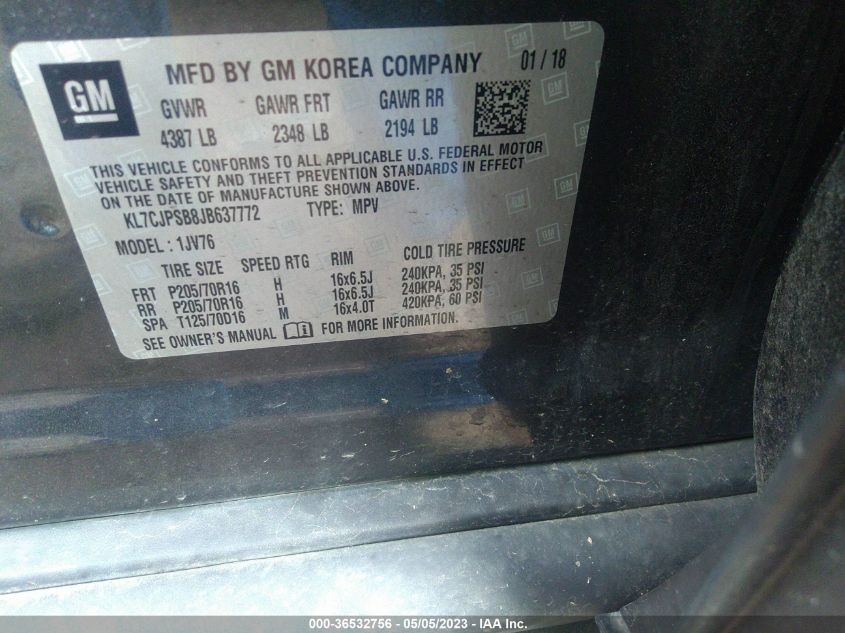 GM
MFD BY GM KOREA COMPANY 01 / 18
GVWR GAWR FRT GAWR RR
4387 LB 2348 LB 2194 LB
THIS VEHICLE CONFORMS TO ALL APPLICABLE U.S. FEDERAL MOTOR
VEHICLE SAFETY AND THEFT PREVENTION STANDARDS IN EFFECT
ON THE DATE OF MANUFACTURE SHOWN ABOVE.
KL7CJPSB8JB637772 TYPE: MPV
MODEL: 1JV76
TIRE SIZE SPEED RTG RIM COLD TIRE PRESSURE
FRT P205/70R16 H 16x6.5J 240KPA, 35 PSI
RR P205/70R16 H 16x6.5J 240KPA, 35 PSI
SPA T125/70D16 M 16x4.0T 420KPA, 60 PSI
SEE OWNER'S MANUAL FOR MORE INFORMATION.
000-36532756 - 05/05/2023 - IAA Inc.